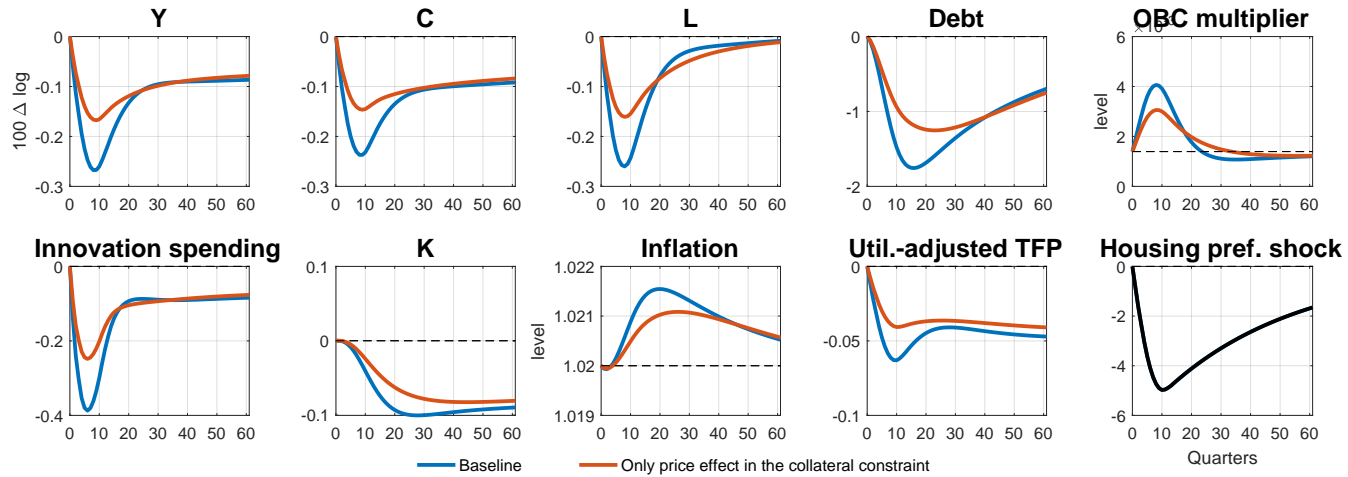 Y
C
L
Debt
OBC multiplier
100 Δ log
0
-0.1
-0.2
-0.3
0 10 20 30 40 50 60
0
-0.1
-0.2
-0.3
0 10 20 30 40 50 60
0
-0.1
-0.2
-0.3
0 10 20 30 40 50 60
0
-1
-2
0 10 20 30 40 50 60
level
6
4
2
0
0 10 20 30 40 50 60
Innovation spending
K
Inflation
Util.-adjusted TFP
Housing pref. shock
0
-0.2
-0.4
0 10 20 30 40 50 60
0.1
0
-0.1
0 10 20 30 40 50 60
level
1.022
1.021
1.02
1.019
0 10 20 30 40 50 60
0
-0.05
-0.1
0 10 20 30 40 50 60
0
-2
-4
-6
0 10 20 30 40 50 60
Quarters
Baseline
Only price effect in the collateral constraint